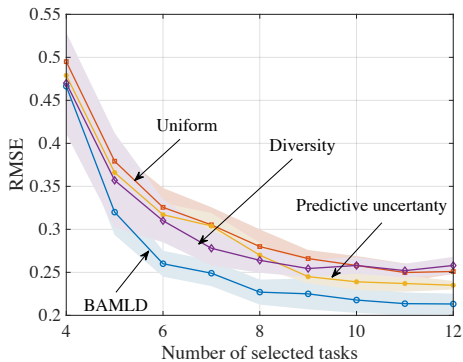 0.55
0.5
0.45
0.4
0.35
0.3
0.25
0.2
RMSE
Uniform
Diversity
Predictive uncertainty
BAMLD
4 6 8 10 12
Number of selected tasks